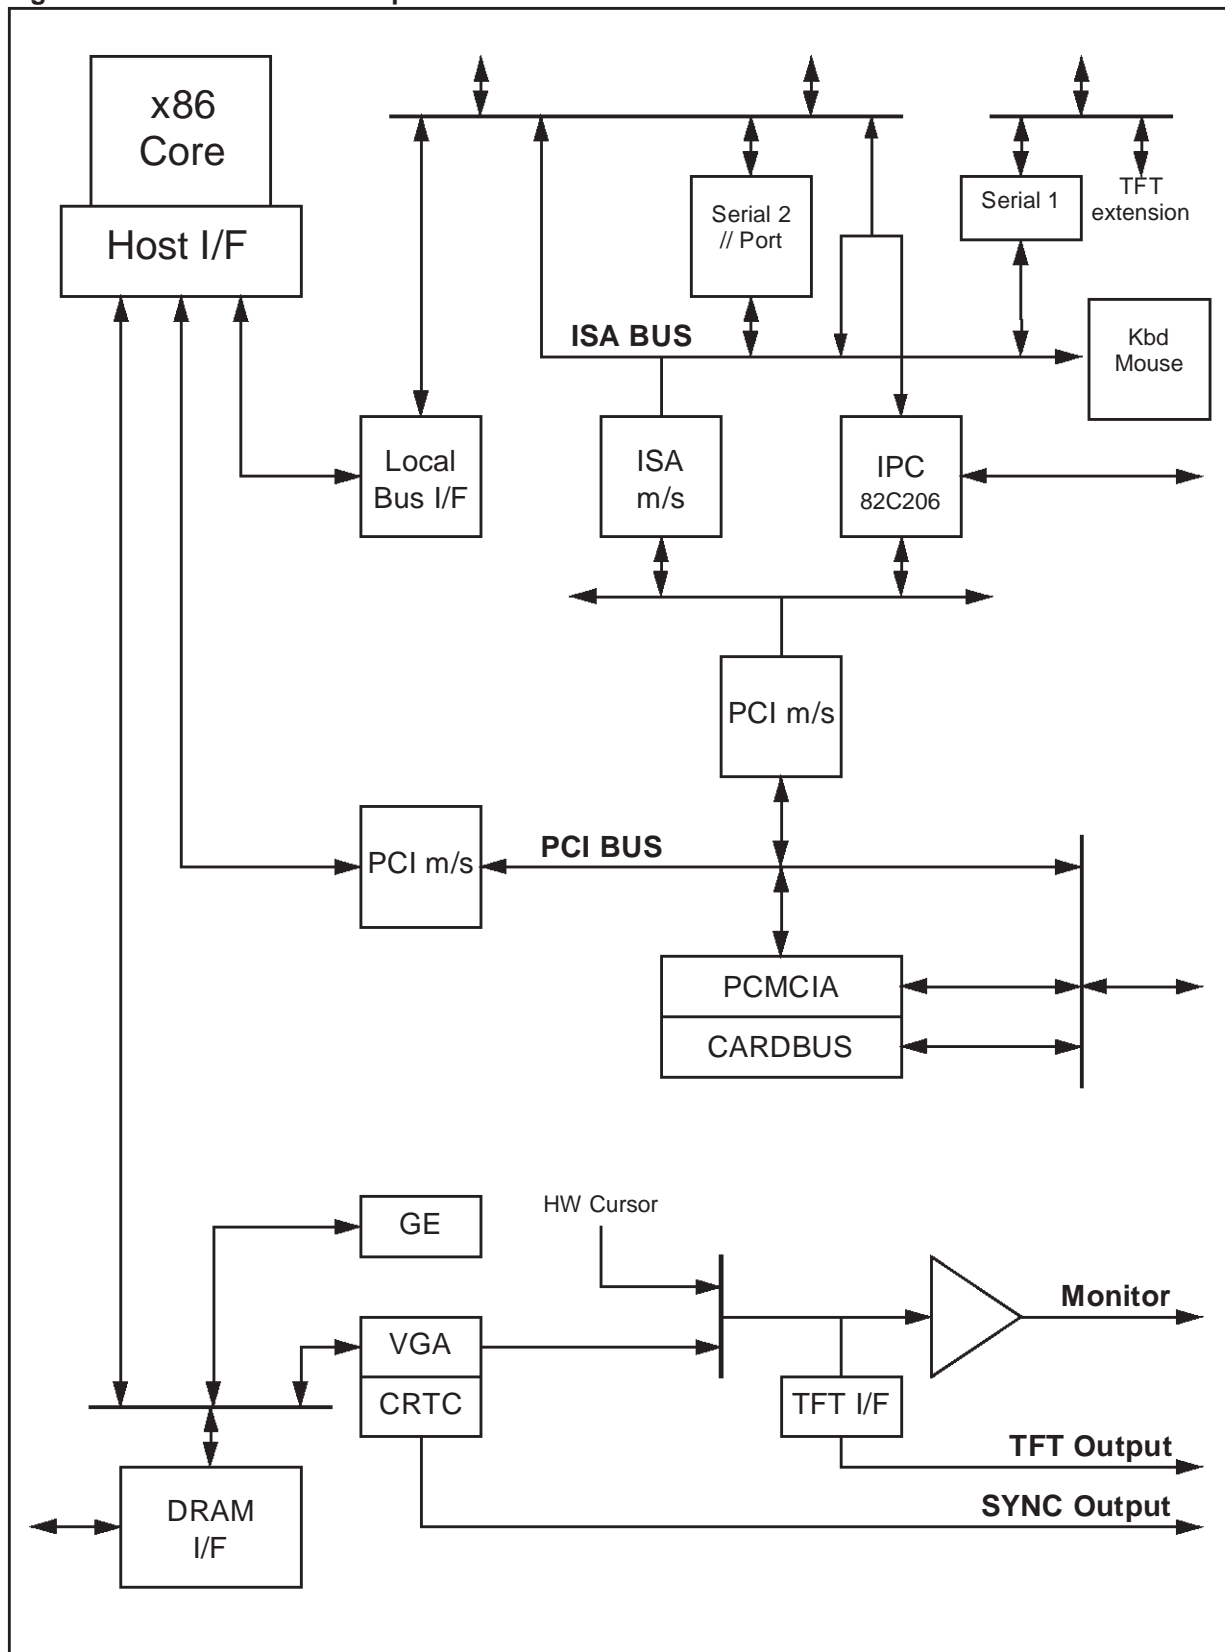 x86
Core
Host I/F
Serial 2
// Port
Serial 1
TFT
extension
ISA BUS
Kbd
Mouse
Local
Bus I/F
ISA
m/s
IPC
82C206
PCI m/s
PCI m/s
PCI BUS
PCMCIA
CARDBUS
GE
HW Cursor
Monitor
VGA
CRTC
TFT I/F
TFT Output
SYNC Output
DRAM
I/F